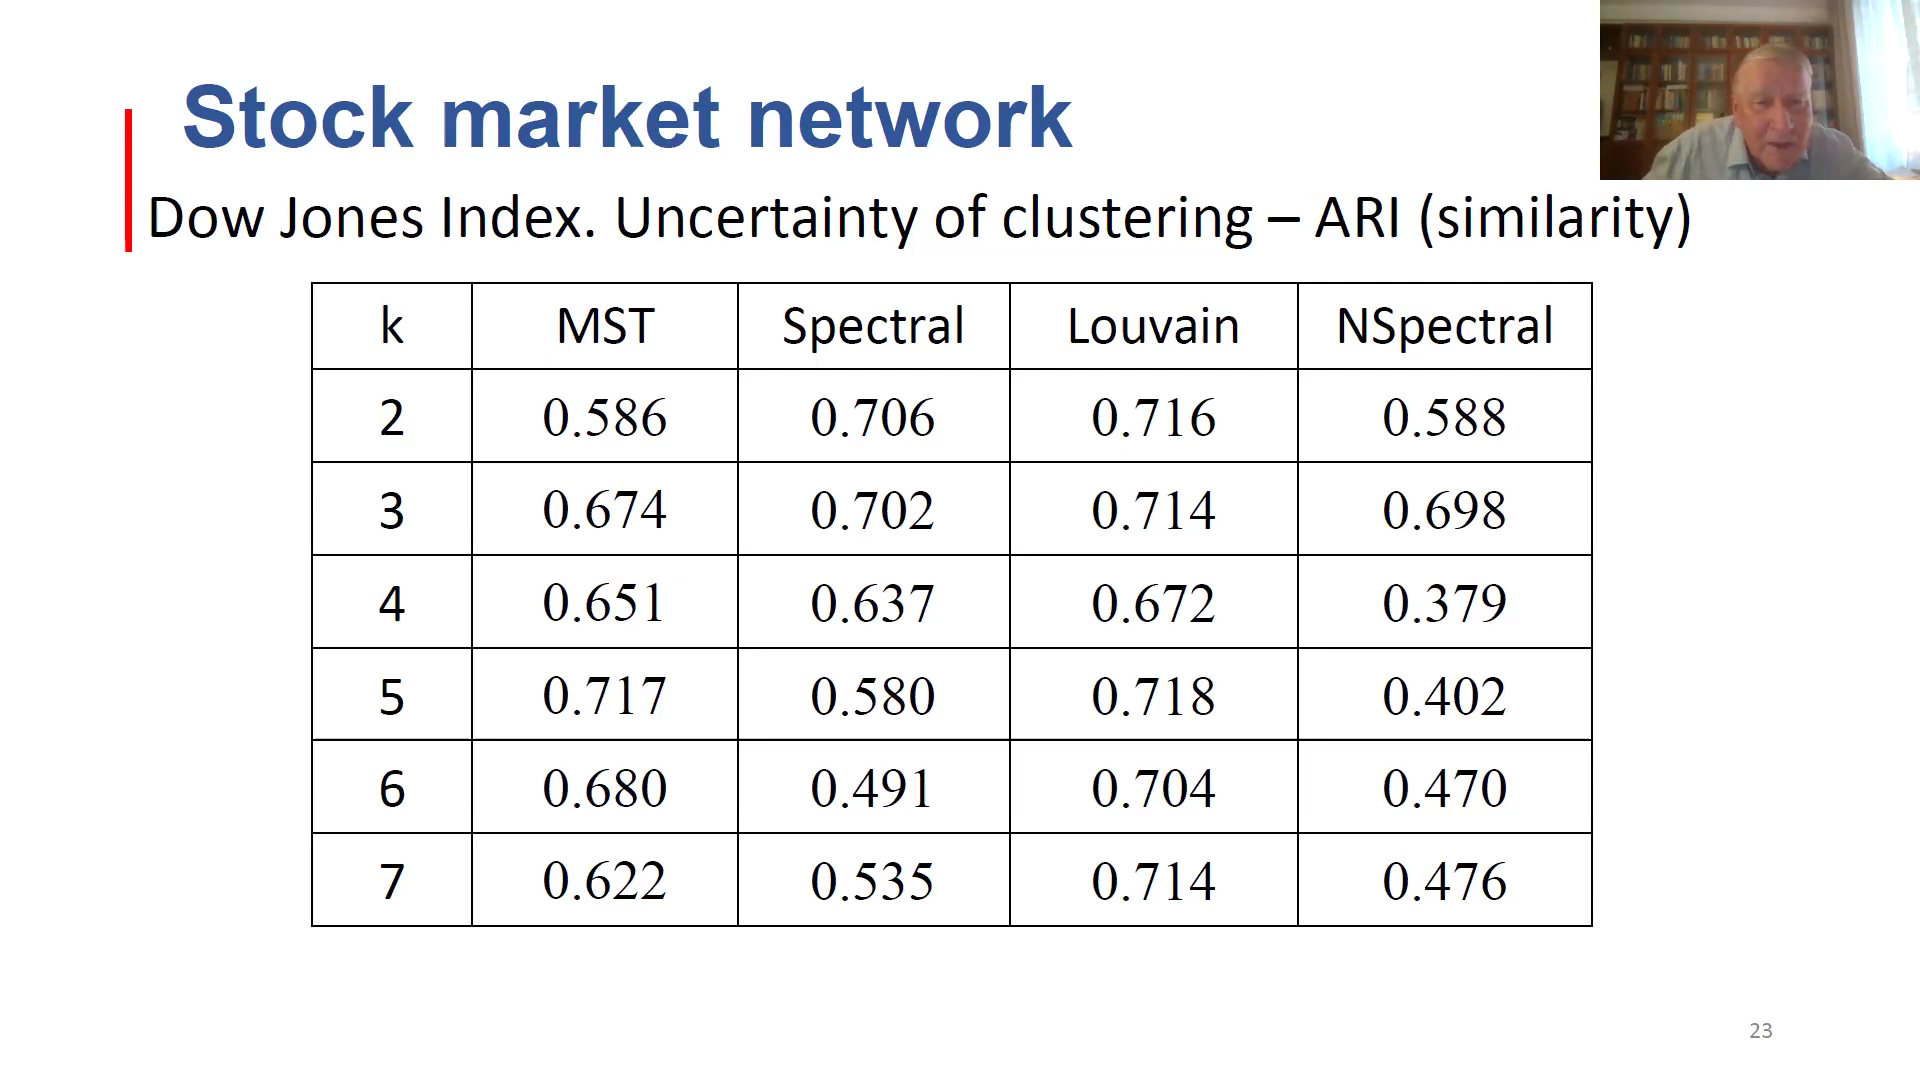 Stock market network
Dow Jones Index. Uncertainty of clustering – ARI (similarity)
k MST Spectral Louvain NSpectral
2 0.586 0.706 0.716 0.588
3 0.674 0.702 0.714 0.698
4 0.651 0.637 0.672 0.379
5 0.717 0.580 0.718 0.402
6 0.680 0.491 0.704 0.470
7 0.622 0.535 0.714 0.476
23